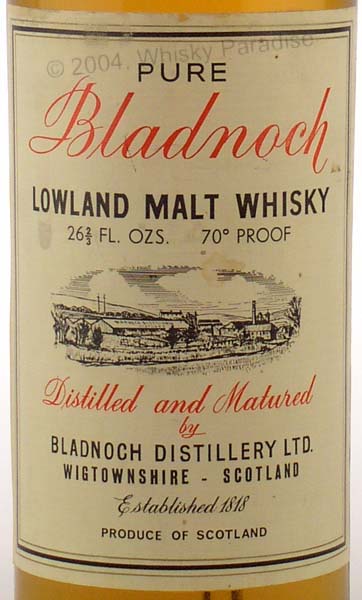 © 2004. Whisky Paradise
PURE
Bladnoch
LOWLAND MALT WHISKY
26⅔ FL. OZS. 70° PROOF
Distilled and Matured
by
BLADNOCH DISTILLERY LTD.
WIGTOWNSHIRE - SCOTLAND
Established 1818
PRODUCE OF SCOTLAND